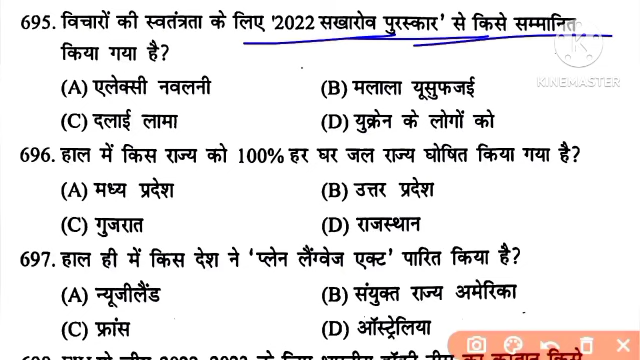 695. विचारों की स्वतंत्रता के लिए '2022 सखारोव पुरस्कार' से किसे सम्मानित
किया गया है?
KINEMASTER
(A) एलेक्सी नवलनी (B) मलाला यूसुफजई
(C) दलाई लामा (D) युक्रेन के लोगों को
696. हाल में किस राज्य को 100% हर घर जल राज्य घोषित किया गया है?
(A) मध्य प्रदेश (B) उत्तर प्रदेश
(C) गुजरात (D) राजस्थान
697. हाल ही में किस देश ने 'प्लेन लैंग्वेज एक्ट' पारित किया है?
(A) न्यूजीलैंड (B) संयुक्त राज्य अमेरिका
(C) फ्रांस (D) ऑस्ट्रेलिया